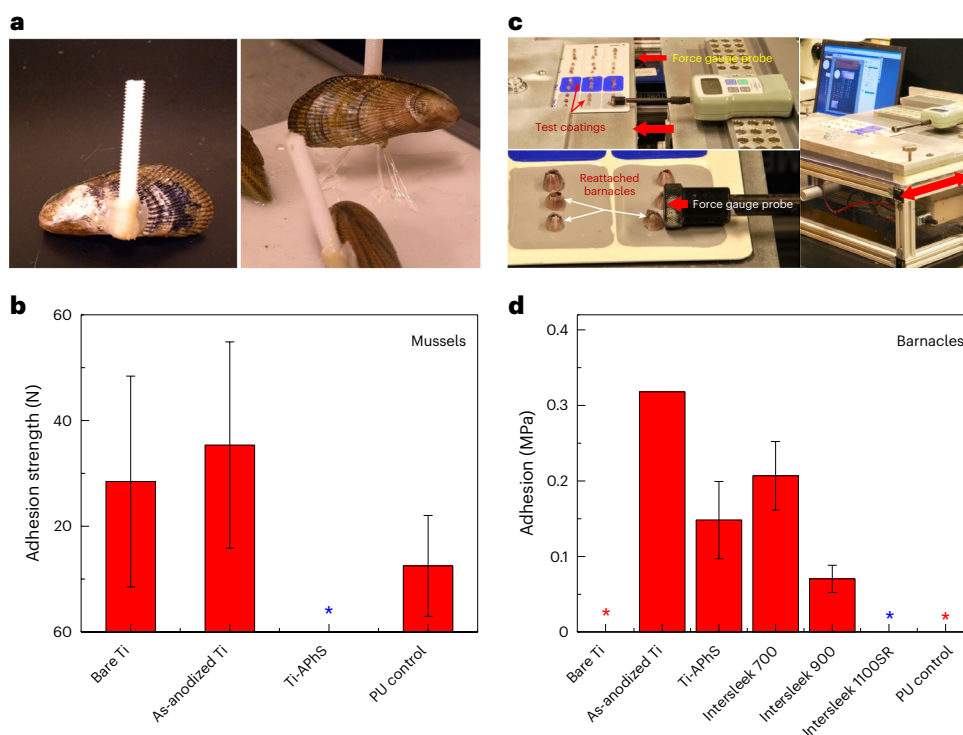 a
c
Force gauge probe
Test coatings
Reattached
barnacles
Force gauge probe
b
60
40
20
60
Adhesion strength (N)
Mussels
*
Bare Ti
As-anodized Ti
Ti-APhS
PU control
d
0.4
0.3
0.2
0.1
0
Adhesion (MPa)
Barnacles
*
*
*
Bare Ti
As-anodized Ti
Ti-APhS
Intersleek 700
Intersleek 900
Intersleek 1100SR
PU control